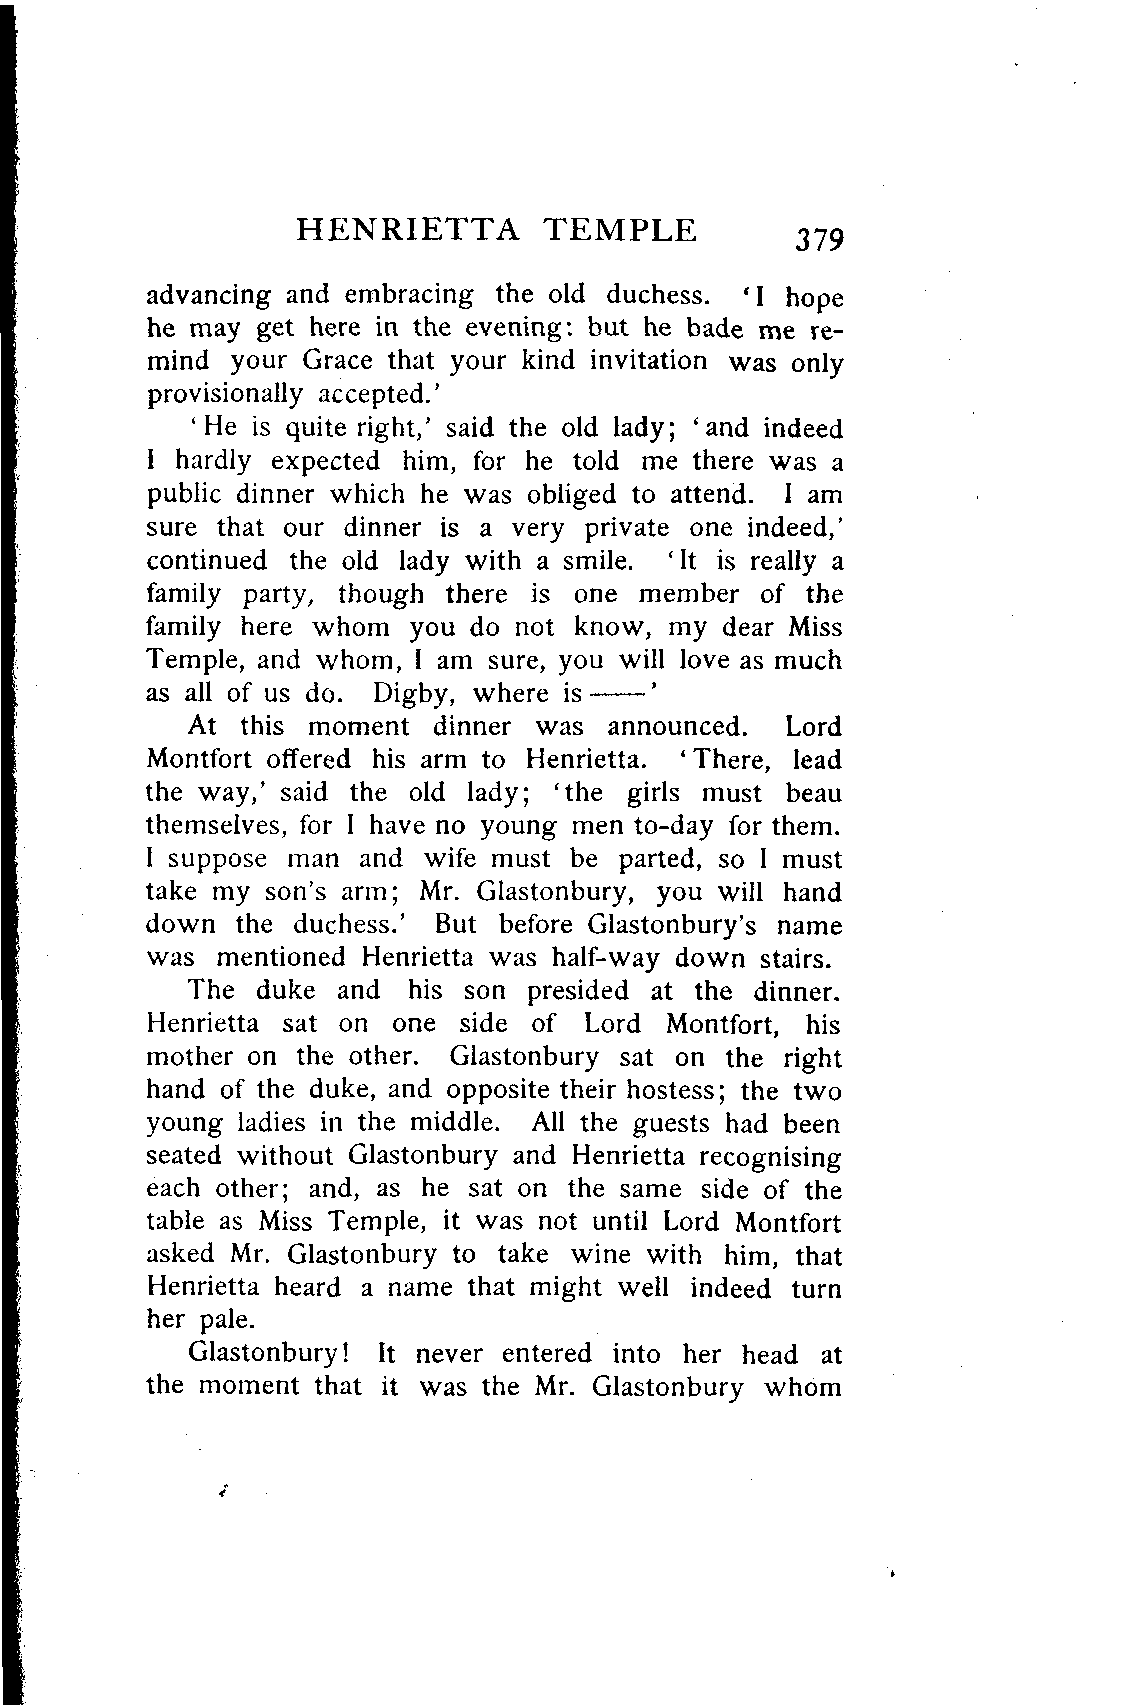 HENRIETTA TEMPLE 379
advancing and embracing the old duchess. 'I hope
he may get here in the evening: but he bade me re-
mind your Grace that your kind invitation was only
provisionally accepted.'
'He is quite right,' said the old lady; 'and indeed
I hardly expected him, for he told me there was a
public dinner which he was obliged to attend. I am
sure that our dinner is a very private one indeed,'
continued the old lady with a smile. 'It is really a
family party, though there is one member of the
family here whom you do not know, my dear Miss
Temple, and whom, I am sure, you will love as much
as all of us do. Digby, where is ——'
At this moment dinner was announced. Lord
Montfort offered his arm to Henrietta. 'There, lead
the way,' said the old lady; 'the girls must beau
themselves, for I have no young men to-day for them.
I suppose man and wife must be parted, so I must
take my son's arm; Mr. Glastonbury, you will hand
down the duchess.' But before Glastonbury's name
was mentioned Henrietta was half-way down stairs.
The duke and his son presided at the dinner.
Henrietta sat on one side of Lord Montfort, his
mother on the other. Glastonbury sat on the right
hand of the duke, and opposite their hostess; the two
young ladies in the middle. All the guests had been
seated without Glastonbury and Henrietta recognising
each other; and, as he sat on the same side of the
table as Miss Temple, it was not until Lord Montfort
asked Mr. Glastonbury to take wine with him, that
Henrietta heard a name that might well indeed turn
her pale.
Glastonbury! It never entered into her head at
the moment that it was the Mr. Glastonbury whom